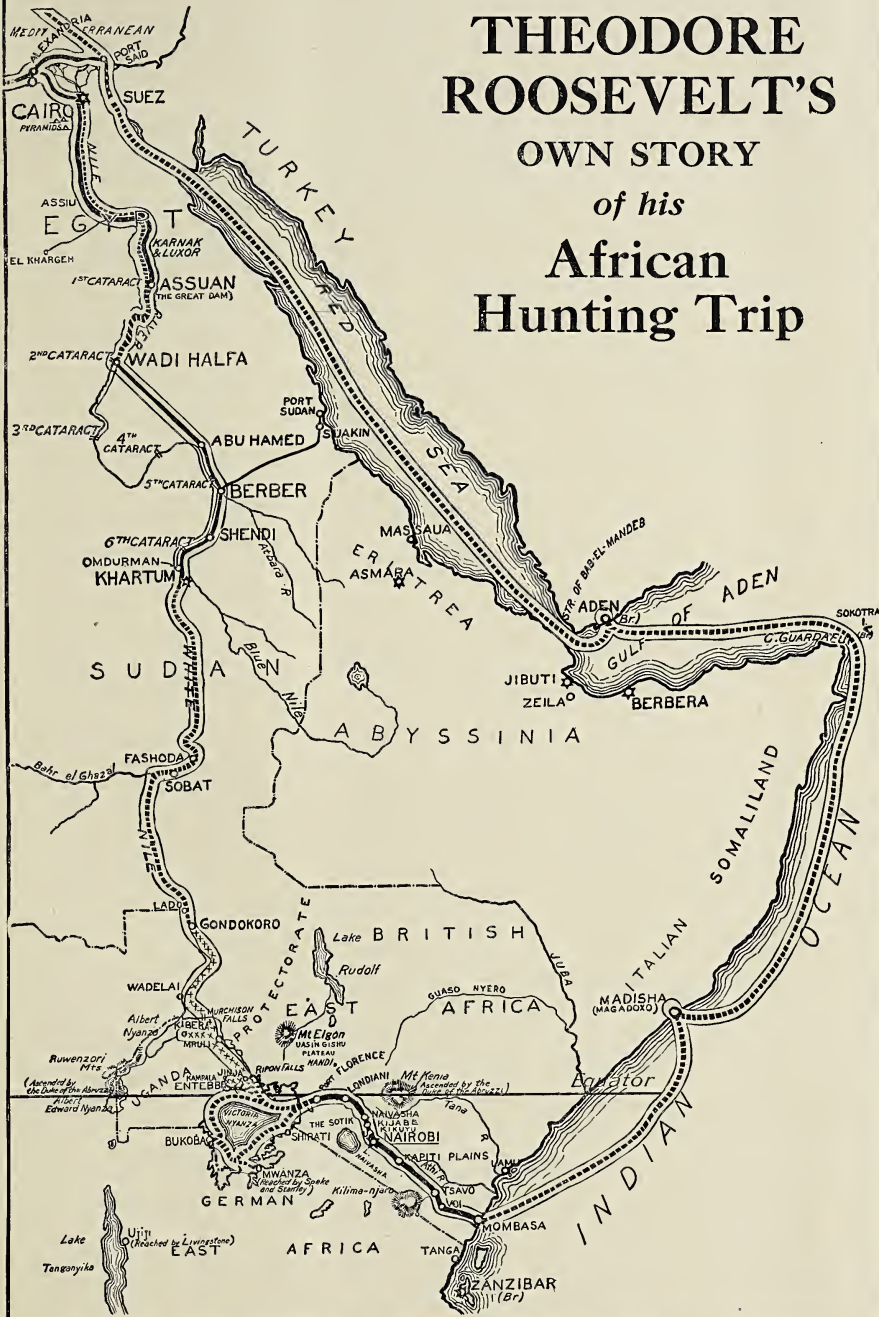 THEODORE
ROOSEVELT'S
OWN STORY
of his
African
Hunting Trip
MEDITERRANEAN
ALEXANDRIA
PORT
SAID
CAIRO
PYRAMIDS
SUEZ
NILE
RIVER
TURKEY
ASSIU
EGYPT
KARNAK
& LUXOR
EL KHARGEH
1ST CATARACT
ASSUAN
(THE GREAT DAM)
RED
SEA
2ND CATARACT
WADI HALFA
3RD CATARACT
4TH
CATARACT
ABU HAMED
PORT
SUDAN
SUAKIN
5TH CATARACT
BERBER
6TH CATARACT
SHENDI
Atbara R
OMDURMAN
KHARTUM
MASSAUA
ERITREA
ASMARA
STR. OF BAB-EL-MANDEB
ADEN
(Br.)
GULF OF ADEN
SOKOTRA
I.
(Br)
C. GUARDAFUI
SUDAN
WHITE
Blue
Nile
JIBUTI
ZEILA
BERBERA
ABYSSINIA
FASHODA
Bahr el Ghazal
SOBAT
NILE
ITALIAN SOMALILAND
INDIAN OCEAN
LADO
GONDOKORO
WADELAI
Albert
Nyanza
MURCHISON
FALLS
KIBERA
MRULI
UGANDA PROTECTORATE
Lake
Rudolf
BRITISH
EAST AFRICA
GUASO NYERO
JUBA
MADISHA
(MAGADOXO)
Mt Elgon
UASIN GISHU
PLATEAU
NANDI
Ruwenzori
Mts
(Ascended by
the Duke of the Abruzzi)
Albert
Edward Nyanza
KAMPALA
JINJA
RIPON FALLS
ENTEBBE
PORT FLORENCE
LONDIANI
Mt Kenia
(Ascended by the
Duke of the Abruzzi)
Equator
Tana
R
VICTORIA
NYANZA
NAIVASHA
KIJABE
KIKUYU
NAIROBI
THE SOTIK
L. NAIVASHA
BUKOBA
SHIRATI
KAPITI PLAINS
Athi R
LAMU
MWANZA
(Reached by Speke
and Stanley)
Kilima-njaro
TSAVO
VOI
MOMBASA
GERMAN
EAST
AFRICA
Lake
Tanganyika
Ujiji
(Reached by Livingstone)
TANGA
ZANZIBAR
I (Br)